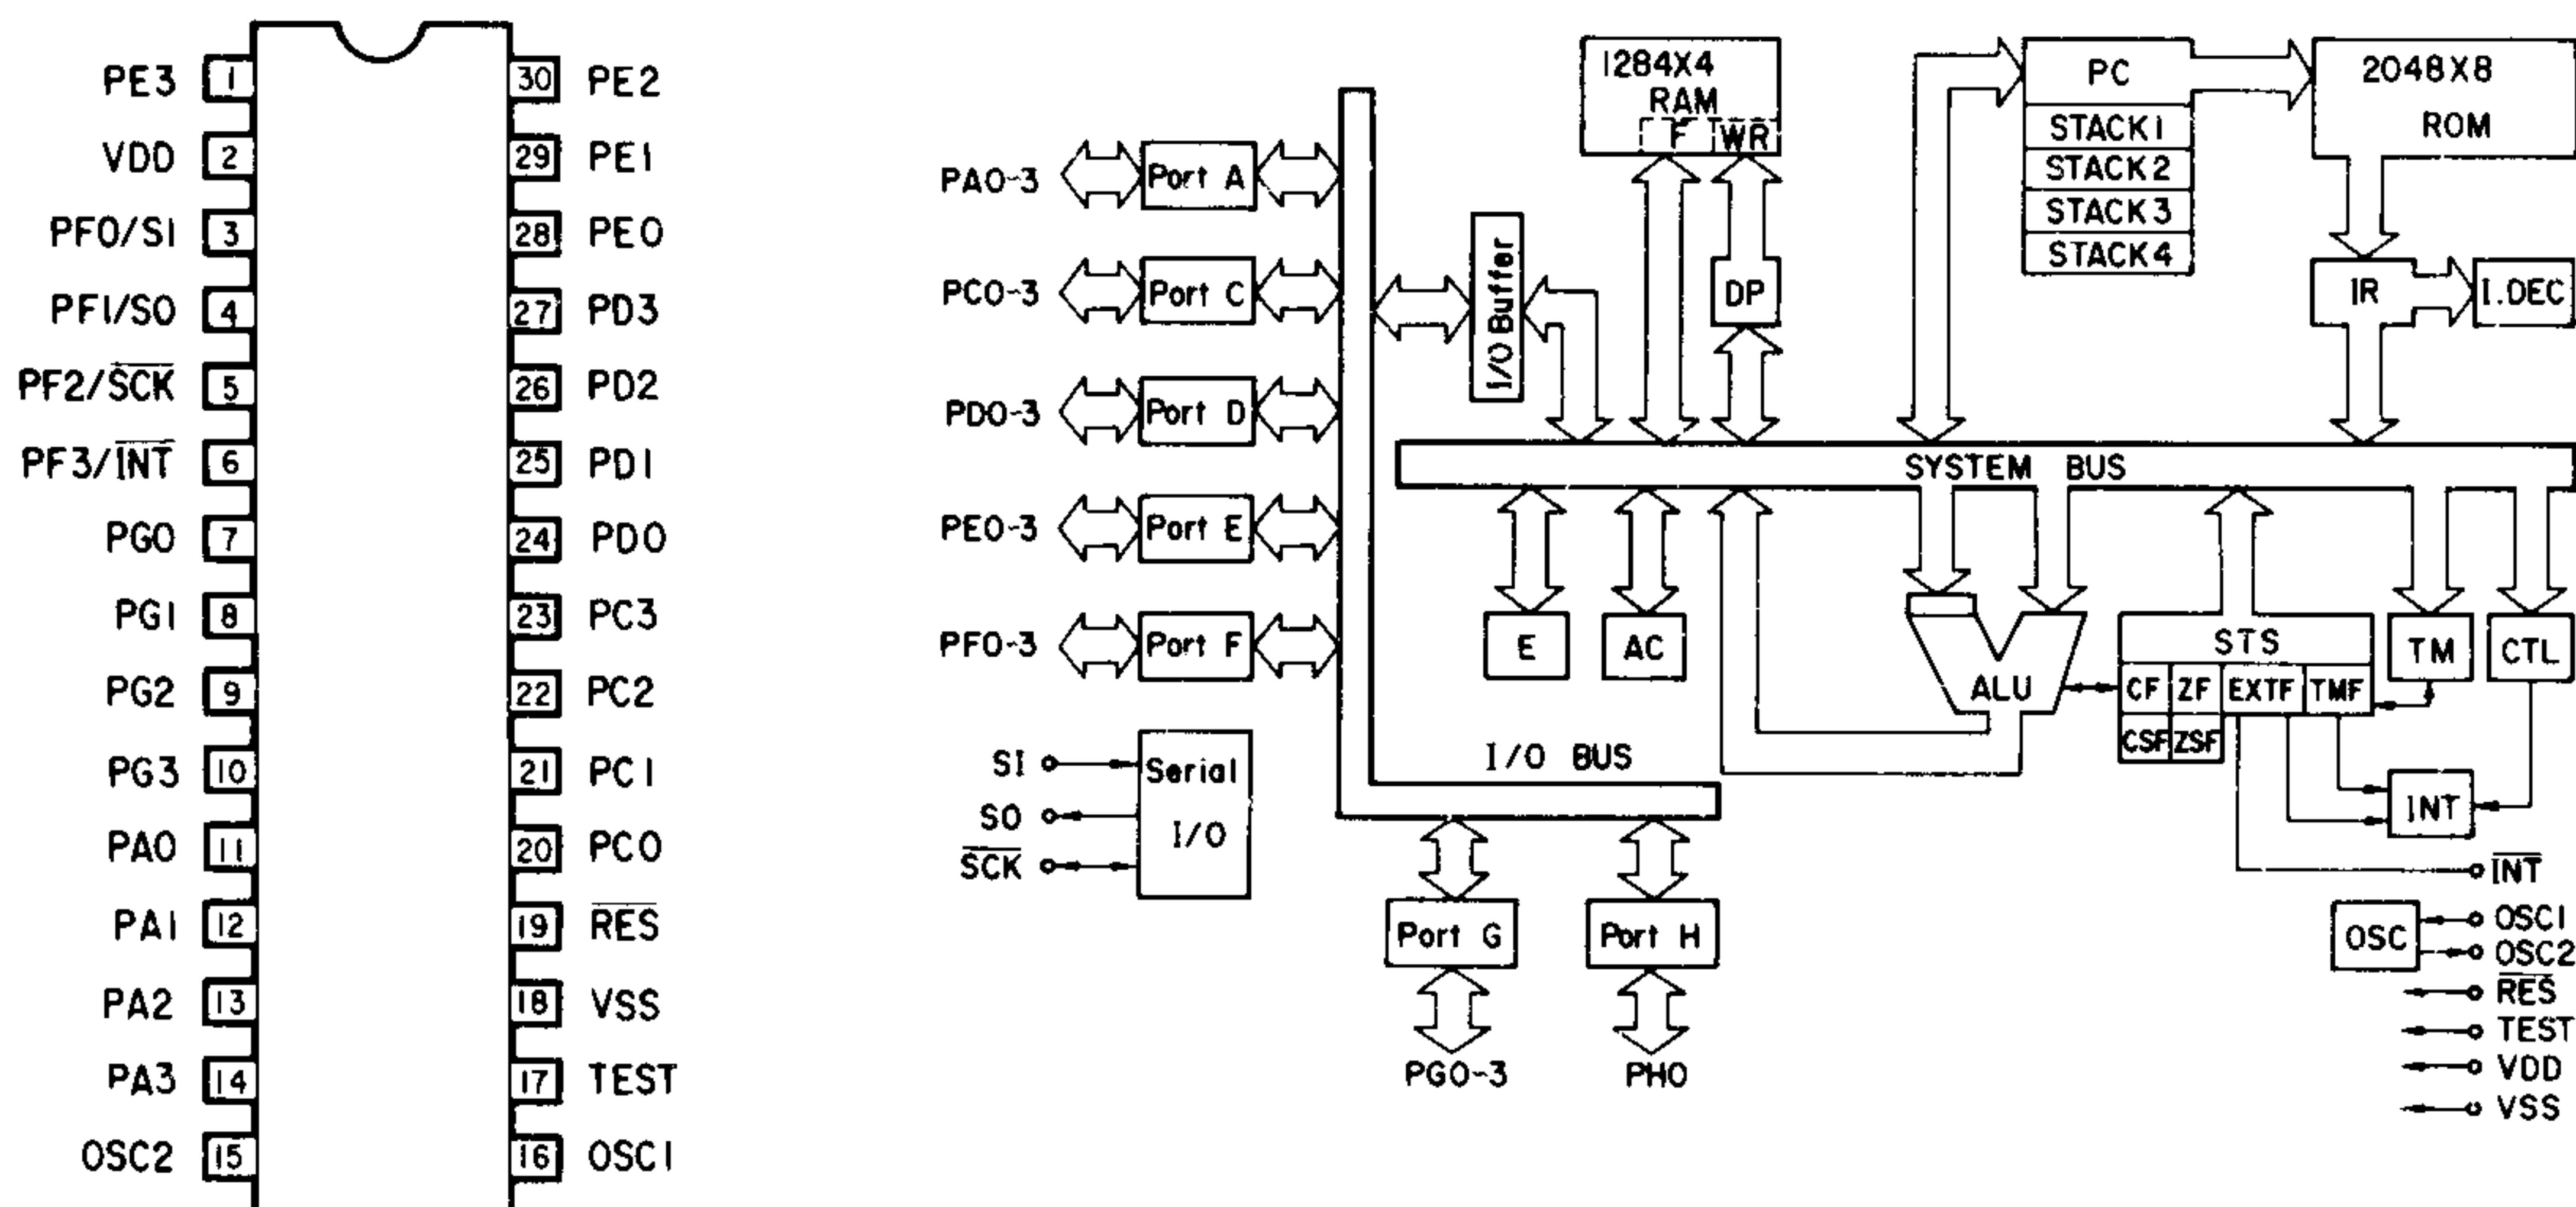 PE3 1 30 PE2
VDD 2 29 PE1
PF0/SI 3 28 PE0
PF1/SO 4 27 PD3
PF2/SCK 5 26 PD2
PF3/INT 6 25 PD1
PG0 7 24 PD0
PG1 8 23 PC3
PG2 9 22 PC2
PG3 10 21 PC1
PA0 11 20 PC0
PA1 12 19 RES
PA2 13 18 VSS
PA3 14 17 TEST
OSC2 15 16 OSC1
PA0-3 Port A
PC0-3 Port C
PD0-3 Port D
PE0-3 Port E
PF0-3 Port F
SI
SO
SCK
Serial
I/O
I/O Buffer
1284X4
RAM
F WR
DP
PC
STACK1
STACK2
STACK3
STACK4
2048X8
ROM
IR
I.DEC
SYSTEM BUS
E
AC
ALU
STS
CF ZF EXTF TMF
CSF ZSF
TM
CTL
INT
I/O BUS
Port G
Port H
PG0-3
PH0
INT
OSC
OSC1
OSC2
RES
TEST
VDD
VSS